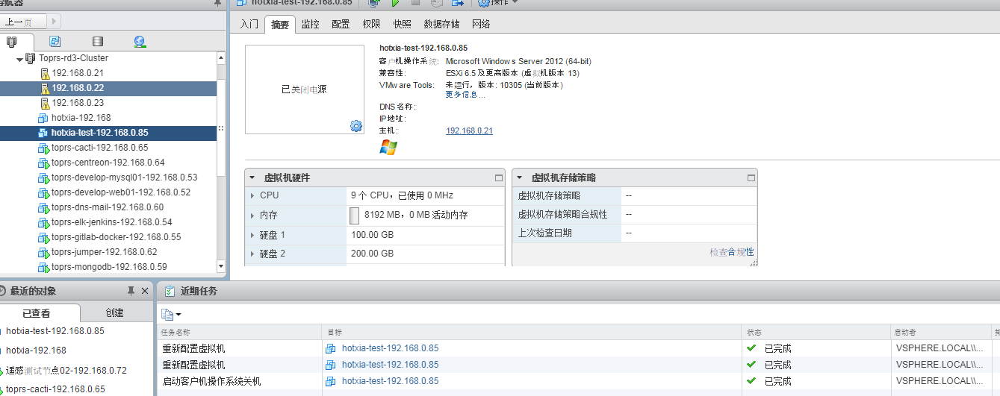 航器
hotxia-test-192.168.0.85
操作
上一页
入门 摘要 监控 配置 权限 快照 数据存储 网络
Toprs-rd3-Cluster
192.168.0.21
192.168.0.22
192.168.0.23
hotxia-192.168
hotxia-test-192.168.0.85
toprs-cacti-192.168.0.65
toprs-centreon-192.168.0.64
toprs-develop-mysql01-192.168.0.53
toprs-develop-web01-192.168.0.52
toprs-dns-mail-192.168.0.60
toprs-elk-jenkins-192.168.0.54
toprs-gitlab-docker-192.168.0.55
toprs-jumper-192.168.0.62
toprs-mongodb-192.168.0.59
已关闭电源
hotxia-test-192.168.0.85
客户机操作系统: Microsoft Windows Server 2012 (64-bit)
兼容性: ESXi 6.5 及更高版本 (虚拟机版本 13)
VMware Tools: 未运行，版本: 10305 (当前版本)
更多信息...
DNS 名称:
IP 地址:
主机: 192.168.0.21
虚拟机硬件
CPU 9 个 CPU，已使用 0 MHz
内存 8192 MB，0 MB 活动内存
硬盘 1 100.00 GB
硬盘 2 200.00 GB
虚拟机存储策略
虚拟机存储策略 --
虚拟机存储策略合规性 --
上次检查日期 --
检查合规性
最近的对象
已查看 创建
hotxia-test-192.168.0.85
hotxia-192.168
遥感测试节点02-192.168.0.72
toprs-cacti-192.168.0.65
近期任务
任务名称 目标 状态 启动者
重新配置虚拟机 hotxia-test-192.168.0.85 已完成 VSPHERE.LOCAL\\...
重新配置虚拟机 hotxia-test-192.168.0.85 已完成 VSPHERE.LOCAL\\...
启动客户机操作系统关机 hotxia-test-192.168.0.85 已完成 VSPHERE.LOCAL\\...